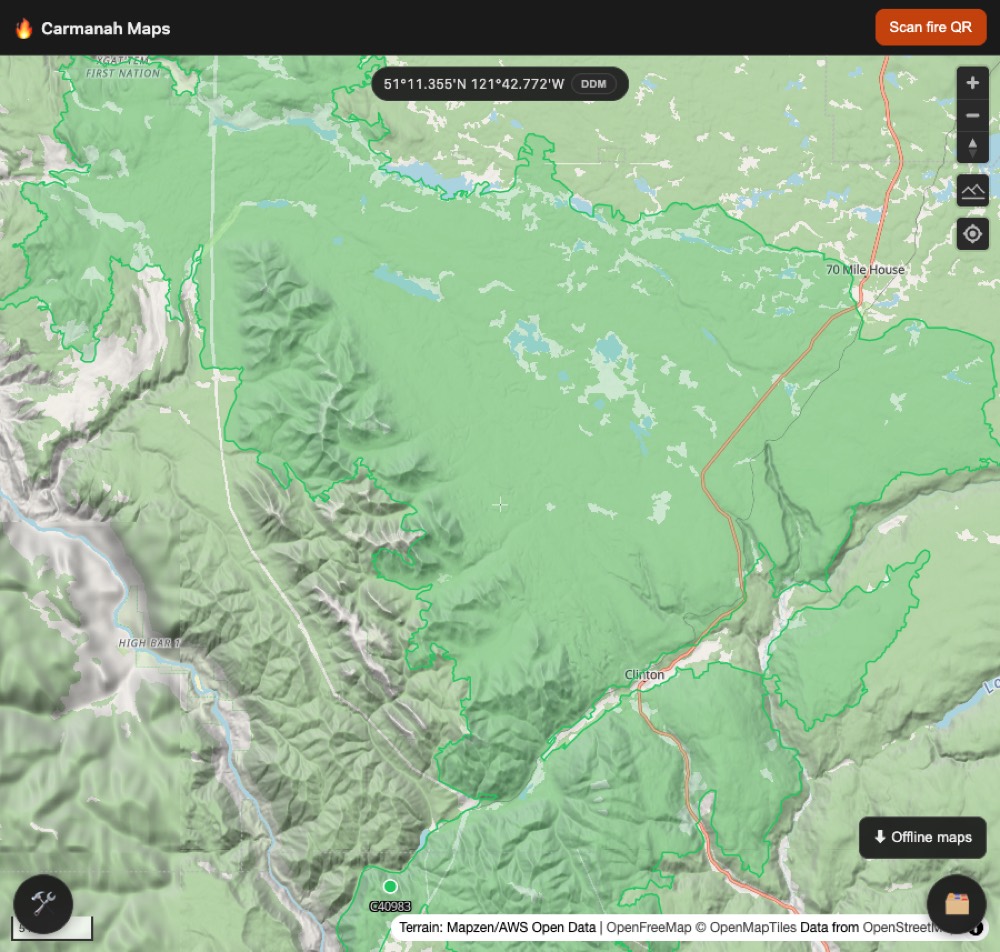 Carmanah Maps
Scan fire QR
FIRST NATION
51°11.355'N 121°42.772'W DDM
70 Mile House
HIGH BAR 1
Clinton
Offline maps
C40983
Terrain: Mapzen/AWS Open Data | OpenFreeMap © OpenMapTiles Data from